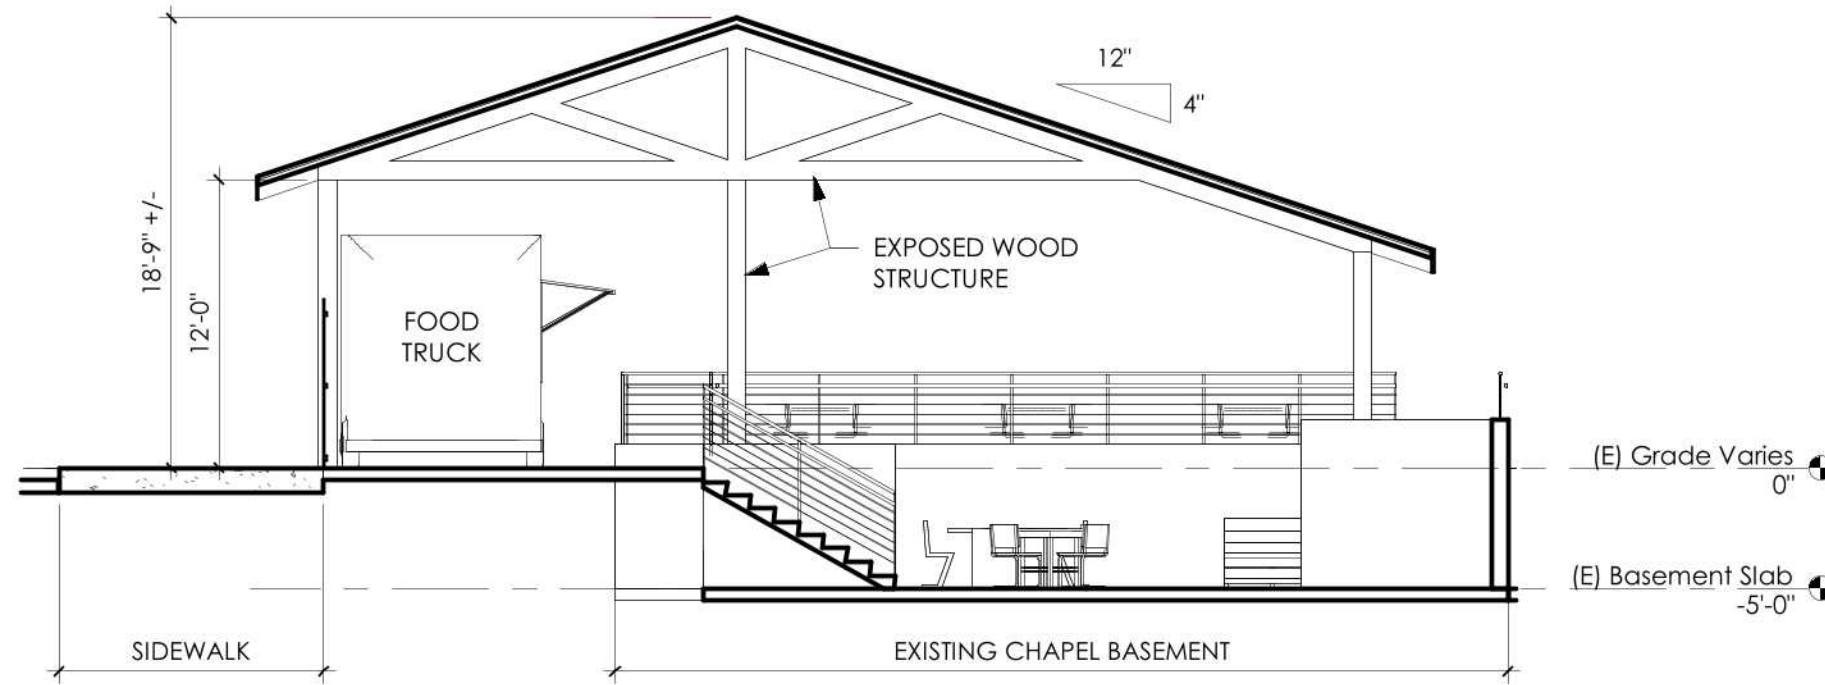 12"
4"
18'-9" +/-
12'-0"
EXPOSED WOOD
STRUCTURE
FOOD
TRUCK
(E) Grade Varies
0"
(E) Basement Slab
-5'-0"
SIDEWALK
EXISTING CHAPEL BASEMENT